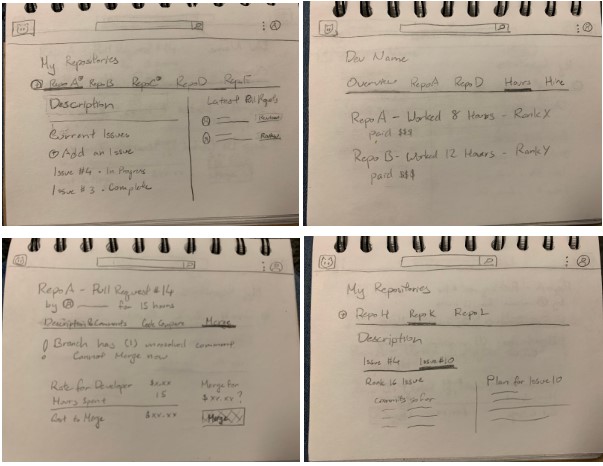 My Repositories
Repo A Repo B Repo C Repo D Repo E
Description
Latest Pull Requests
Current Issues
+ Add an Issue
Issue #4 - In Progress
Issue #3 - Complete
Dev Name
Overview Repo A Repo D Hours Hire
Repo A - Worked 8 Hours - Rank X
paid $$$
Repo B - Worked 12 Hours - Rank Y
paid $$$
Repo A - Pull Request #14
by for 15 hours
Description & Comments Code Compare Merge
! Branch has (1) unresolved comment
Cannot Merge now
Rate for Developer $x.xx
Hours Spent 15
Cost to Merge $xx.xx
Merge for
$xx.xx ?
Merge
My Repositories
Repo H Repo K Repo L
Description
Issue #4 Issue #10
Rank 16 Issue
commits so far
Plan for Issue 10